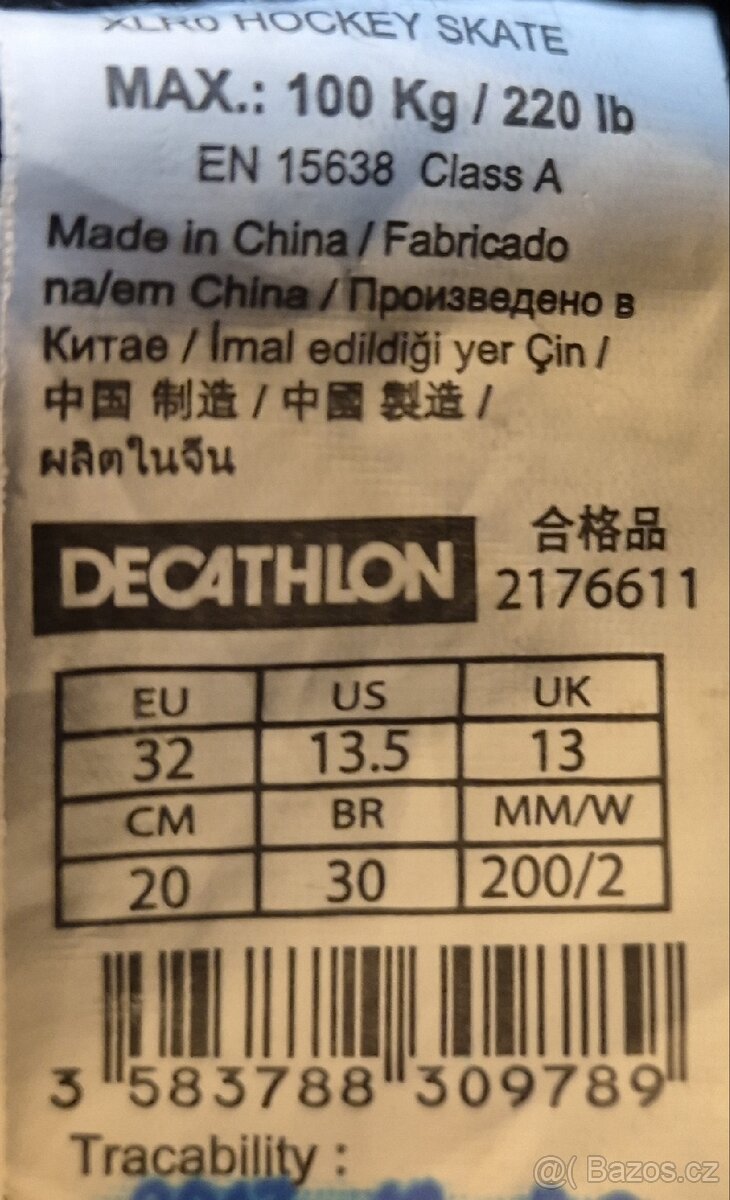 XLR6 HOCKEY SKATE
MAX.: 100 Kg / 220 lb
EN 15638 Class A
Made in China / Fabricado
na/em China / Произведено в
Китае / İmal edildiği yer Çin /
中国 制造 / 中國 製造 /
ผลิตในจีน
DECATHLON
合格品
2176611
EU US UK
32 13.5 13
CM BR MM/W
20 30 200/2
3 583788 309789
Tracability :
@( Bazos.cz